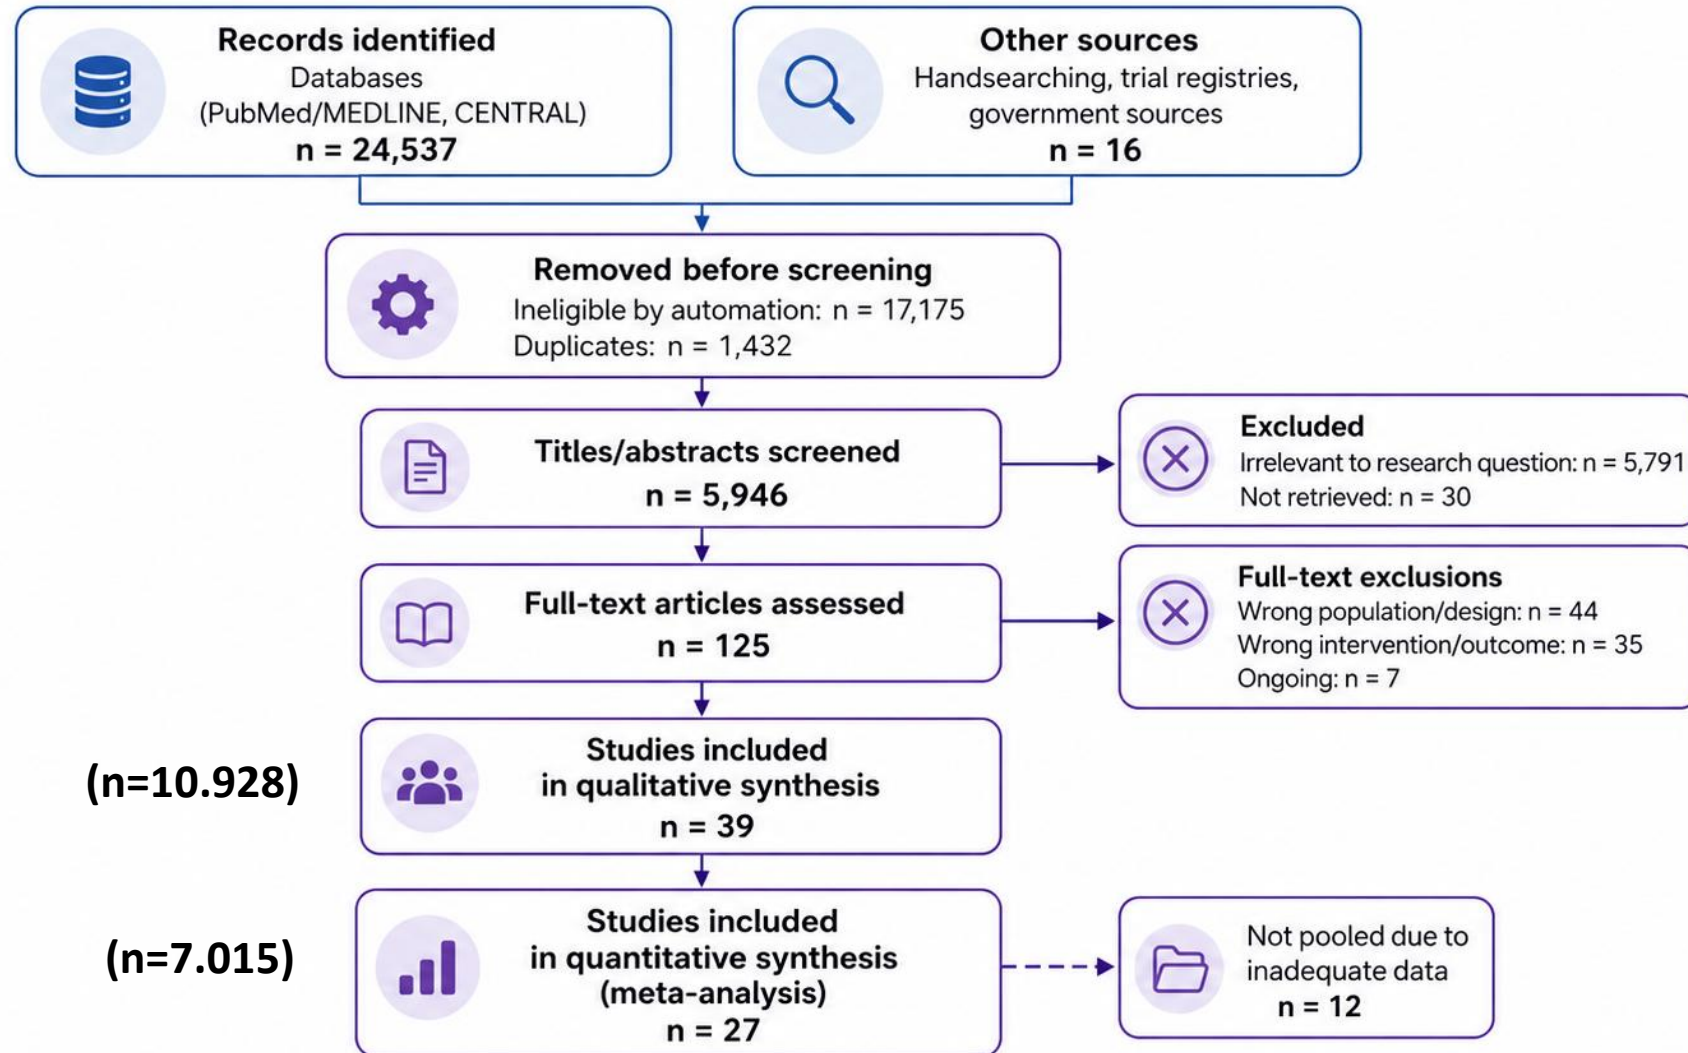 Records identified
Databases
(PubMed/MEDLINE, CENTRAL)
n = 24,537
Other sources
Handsearching, trial registries,
government sources
n = 16
Removed before screening
Ineligible by automation: n = 17,175
Duplicates: n = 1,432
Titles/abstracts screened
n = 5,946
Excluded
Irrelevant to research question: n = 5,791
Not retrieved: n = 30
Full-text articles assessed
n = 125
Full-text exclusions
Wrong population/design: n = 44
Wrong intervention/outcome: n = 35
Ongoing: n = 7
(n=10.928)
Studies included
in qualitative synthesis
n = 39
(n=7.015)
Studies included
in quantitative synthesis
(meta-analysis)
n = 27
Not pooled due to
inadequate data
n = 12